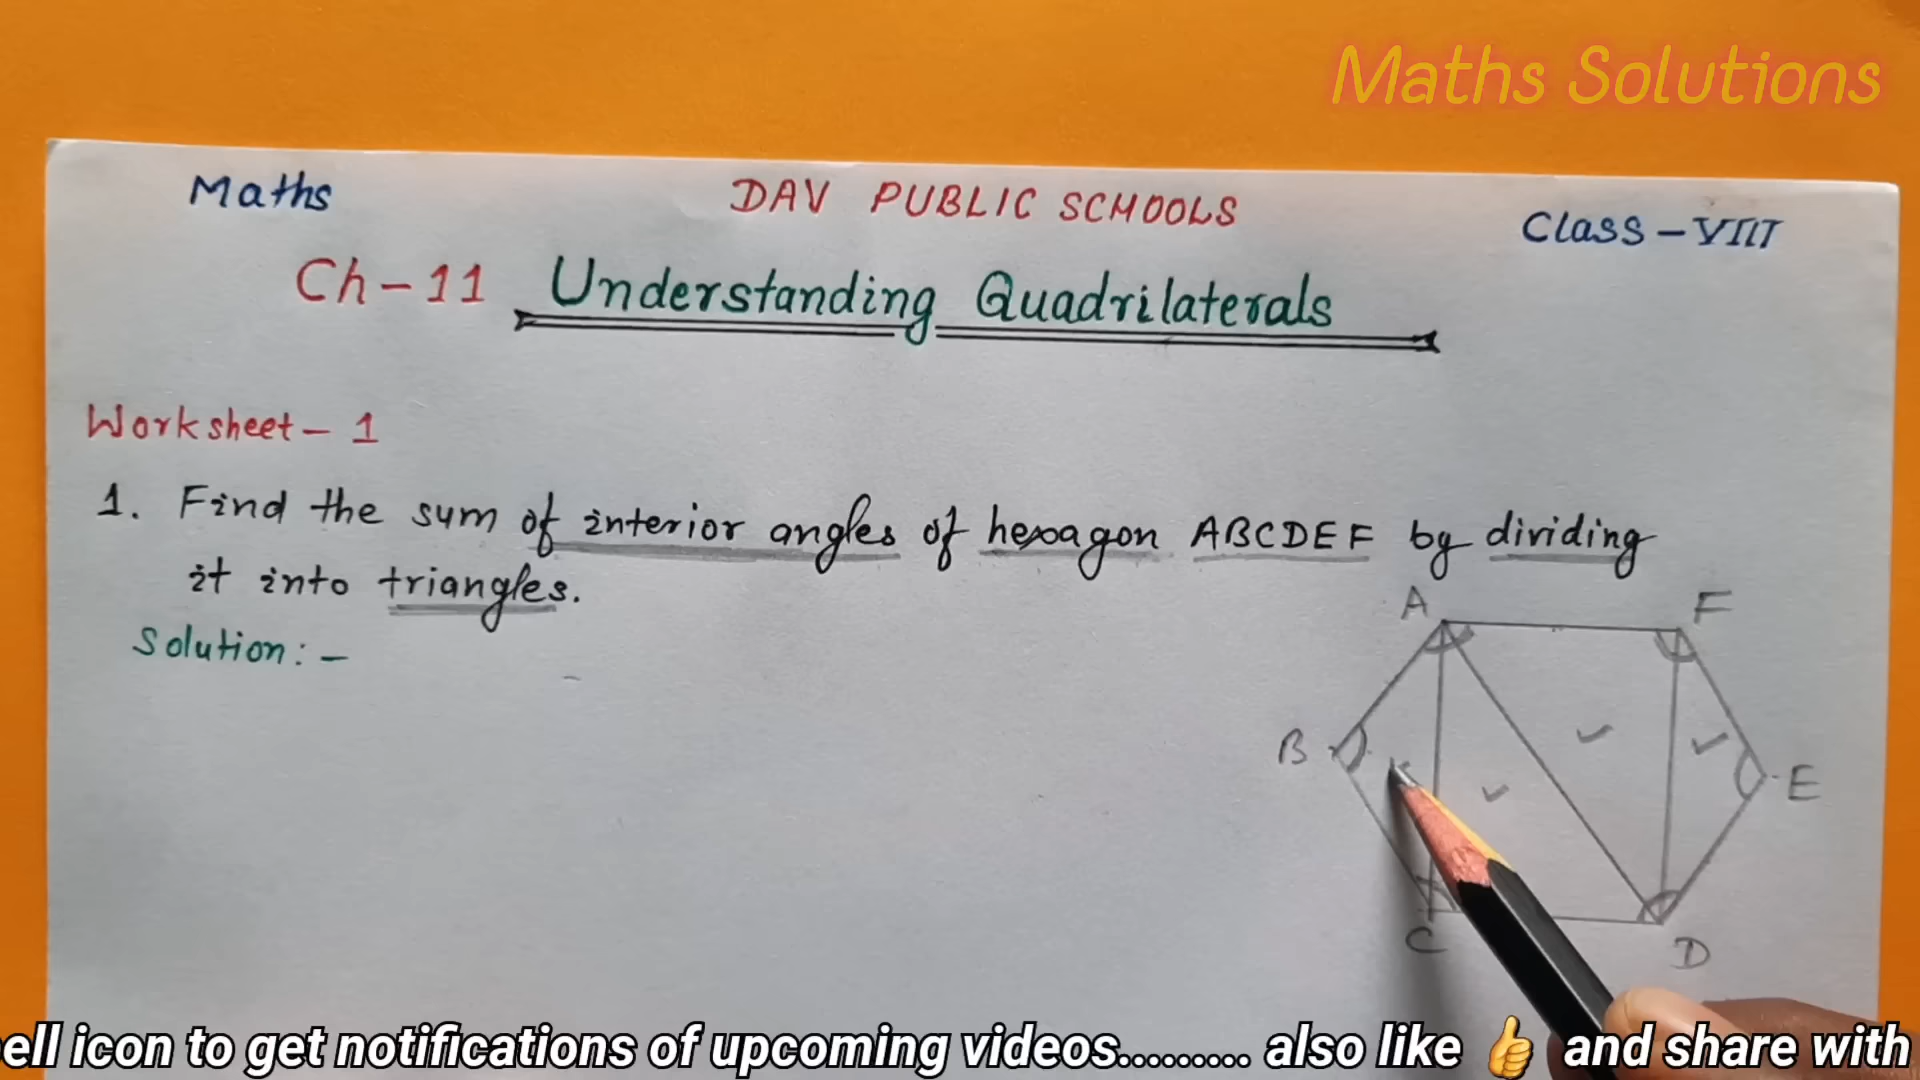 Maths Solutions
Maths
DAV PUBLIC SCHOOLS
Class - VIII
Ch - 11 Understanding Quadrilaterals
Worksheet - 1
1. Find the sum of interior angles of hexagon ABCDEF by dividing
it into triangles.
Solution: -
A
F
B
E
C
D
ell icon to get notifications of upcoming videos......... also like 👍 and share with